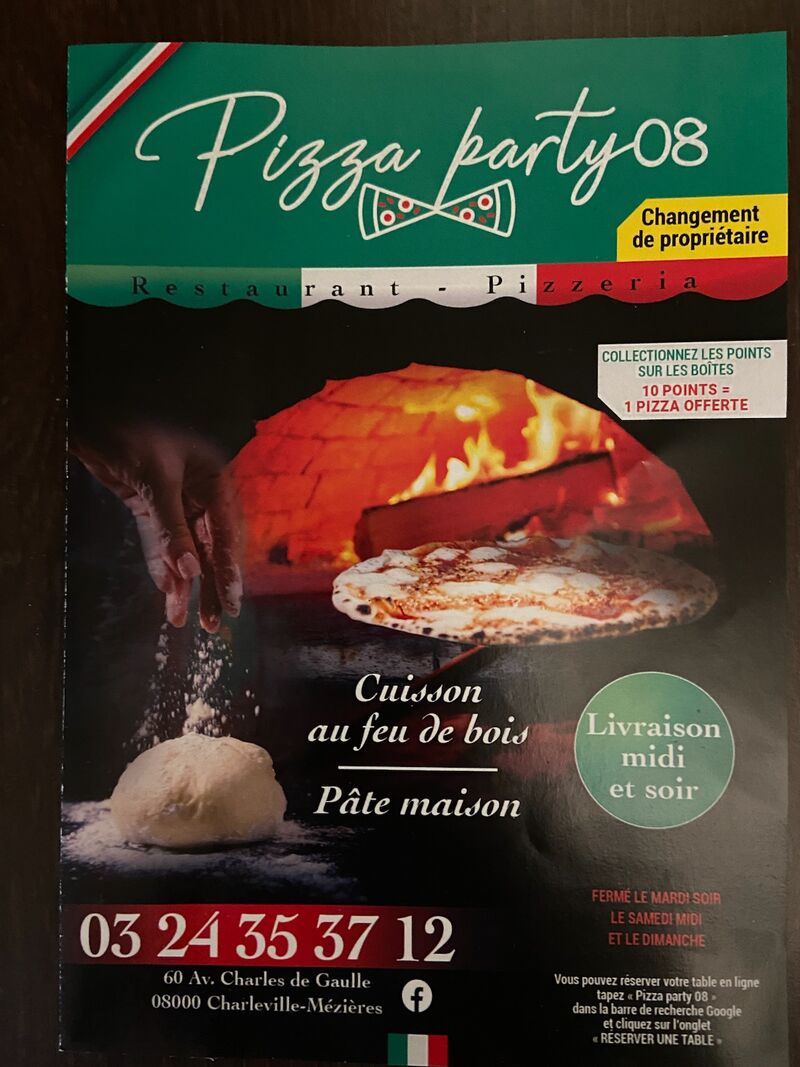 Pizza party08
Changement
de propriétaire
Restaurant - Pizzeria
COLLECTIONNEZ LES POINTS
SUR LES BOÎTES
10 POINTS =
1 PIZZA OFFERTE
Cuisson
au feu de bois
Pâte maison
Livraison
midi
et soir
FERMÉ LE MARDI SOIR
LE SAMEDI MIDI
ET LE DIMANCHE
03 24 35 37 12
60 Av. Charles de Gaulle
08000 Charleville-Mézières
Vous pouvez réserver votre table en ligne
tapez « Pizza party 08 »
dans la barre de recherche Google
et cliquez sur l'onglet
« RESERVER UNE TABLE »